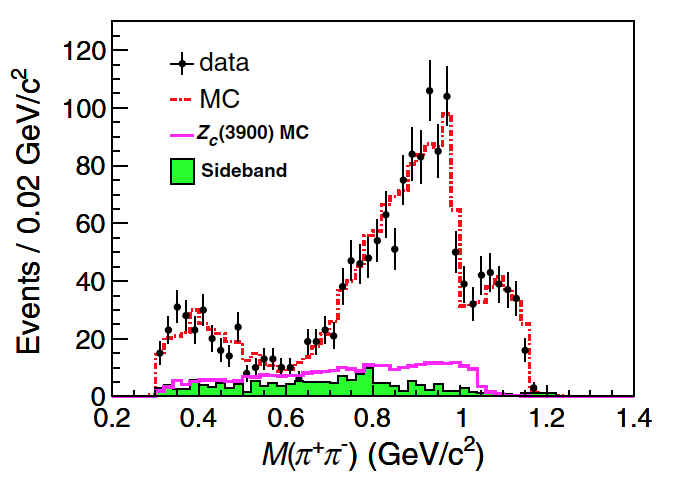 Events / 0.02 GeV/c²
120
100
80
60
40
20
0
data
MC
Zc(3900) MC
Sideband
0.2 0.4 0.6 0.8 1 1.2 1.4
M(π⁺π⁻) (GeV/c²)